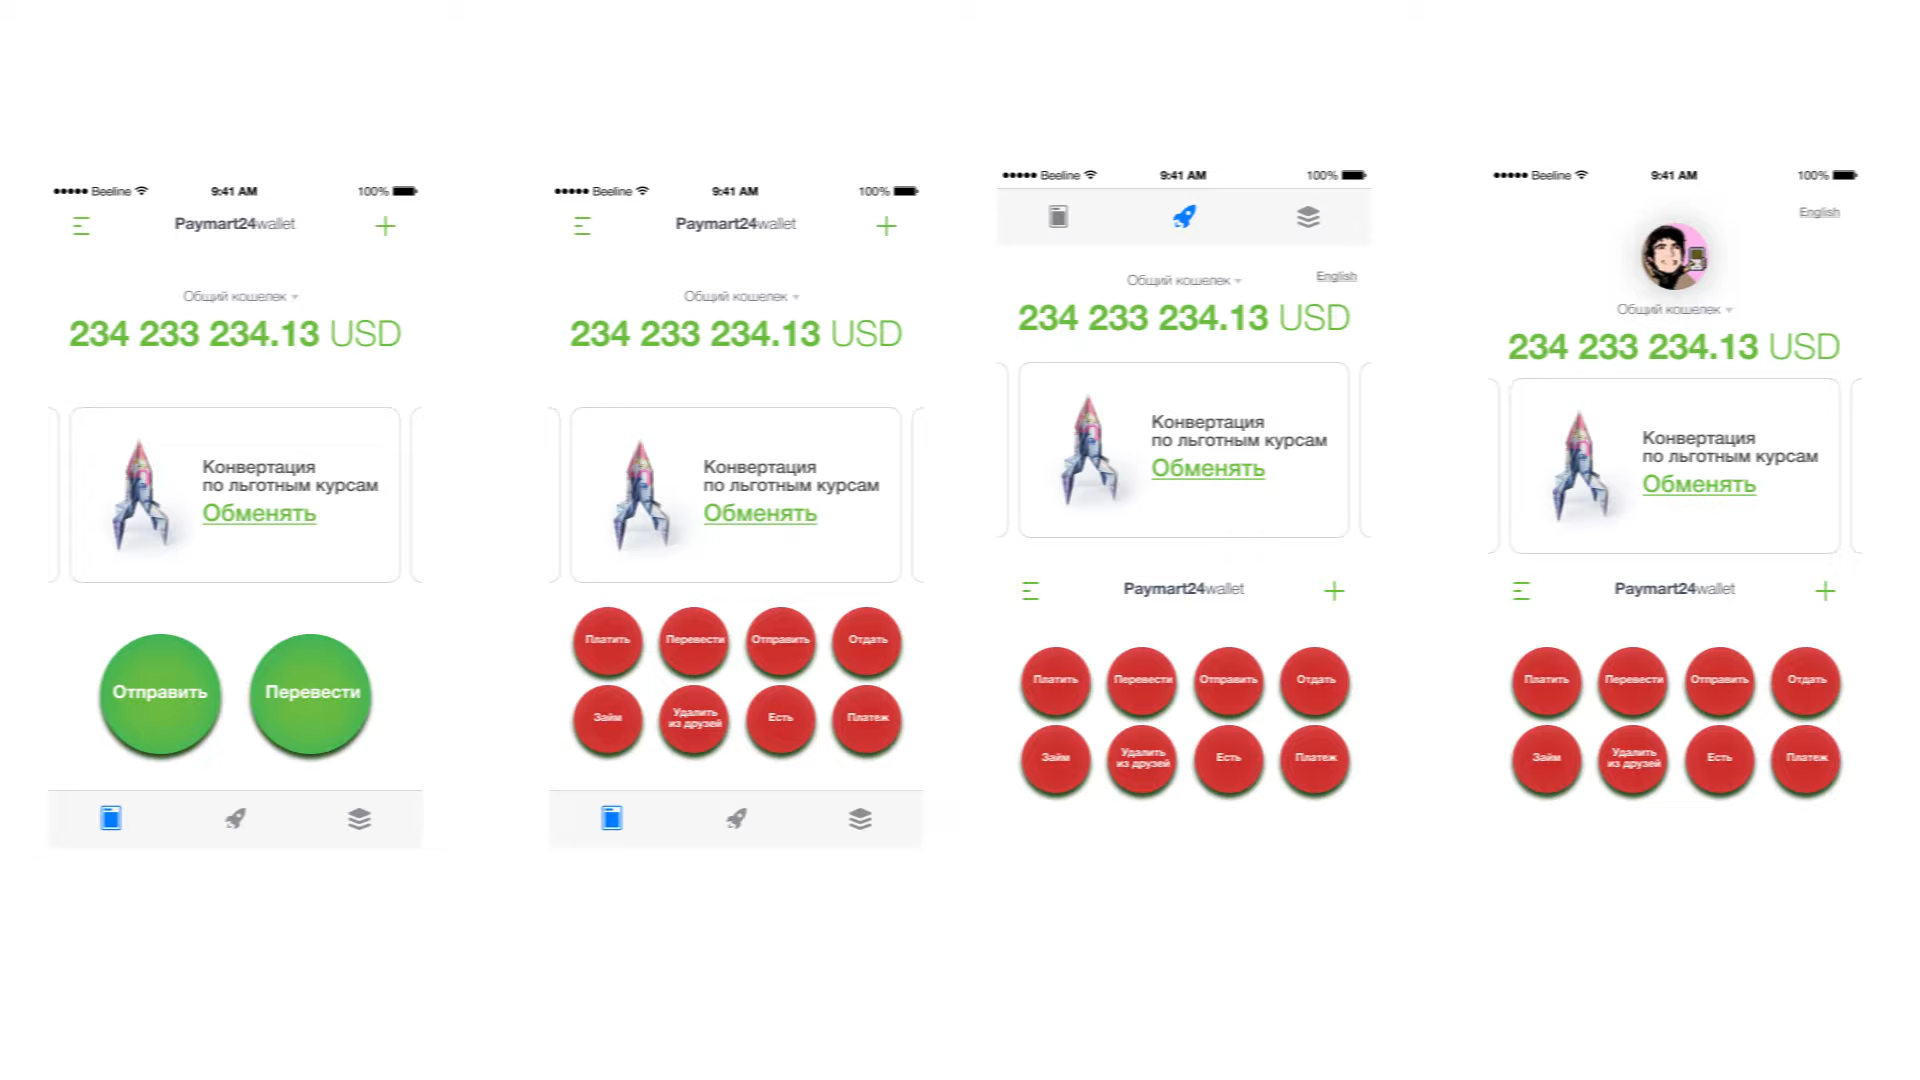 Beeline
9:41 AM
100%
Paymart24wallet
Общий кошелек
234 233 234.13 USD
Конвертация
по льготным курсам
Обменять
Отправить
Перевести
Beeline
9:41 AM
100%
Paymart24wallet
Общий кошелек
234 233 234.13 USD
Конвертация
по льготным курсам
Обменять
Платить Перевести Отправить Отдать
Займ Удалить Есть Платеж
из друзей
Beeline
9:41 AM
100%
Общий кошелек
English
234 233 234.13 USD
Конвертация
по льготным курсам
Обменять
Paymart24wallet
Платить Перевести Отправить Отдать
Займ Удалить Есть Платеж
из друзей
Beeline
9:41 AM
100%
English
Общий кошелек
234 233 234.13 USD
Конвертация
по льготным курсам
Обменять
Paymart24wallet
Платить Перевести Отправить Отдать
Займ Удалить Есть Платеж
из друзей